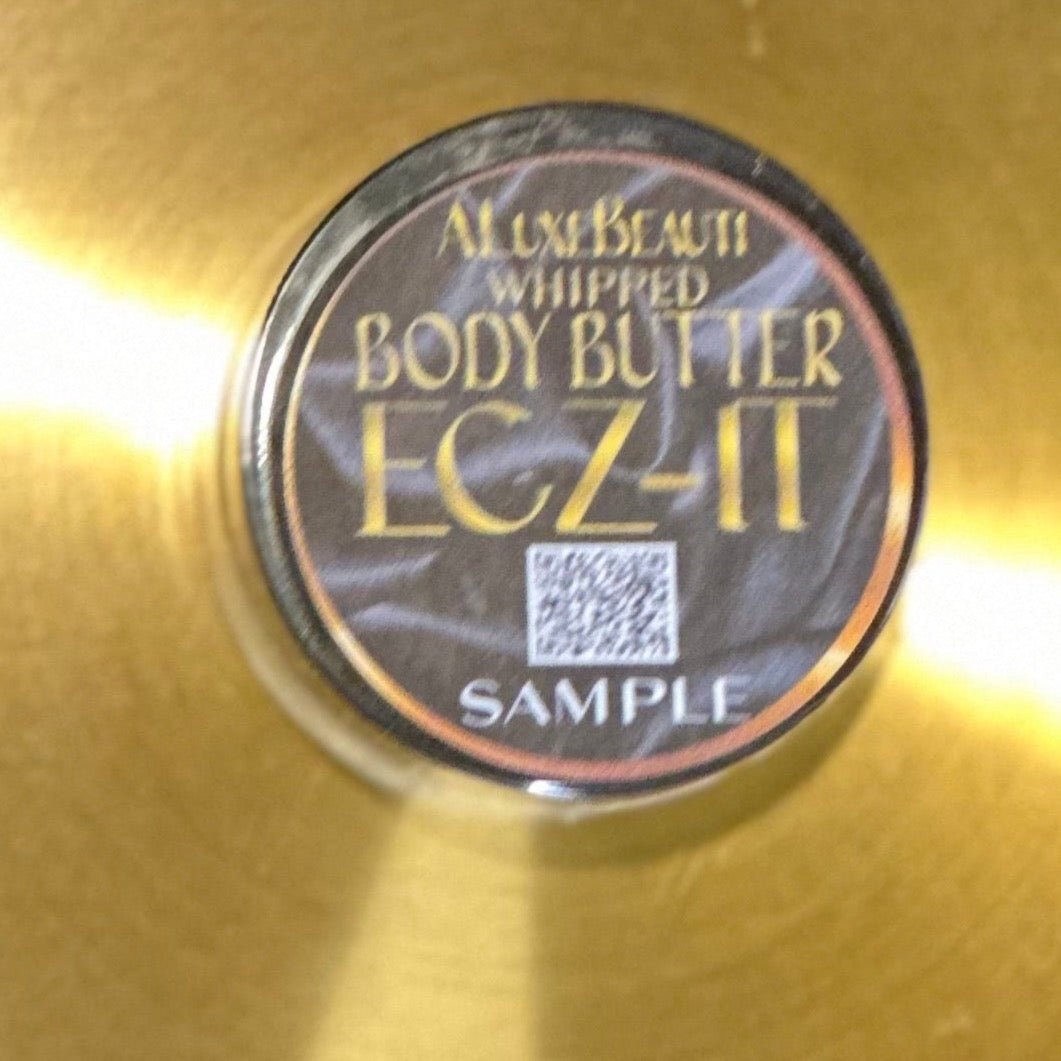 ALUXEBEAUTI
WHIPPED
BODY BUTTER
ECZ-IT
SAMPLE